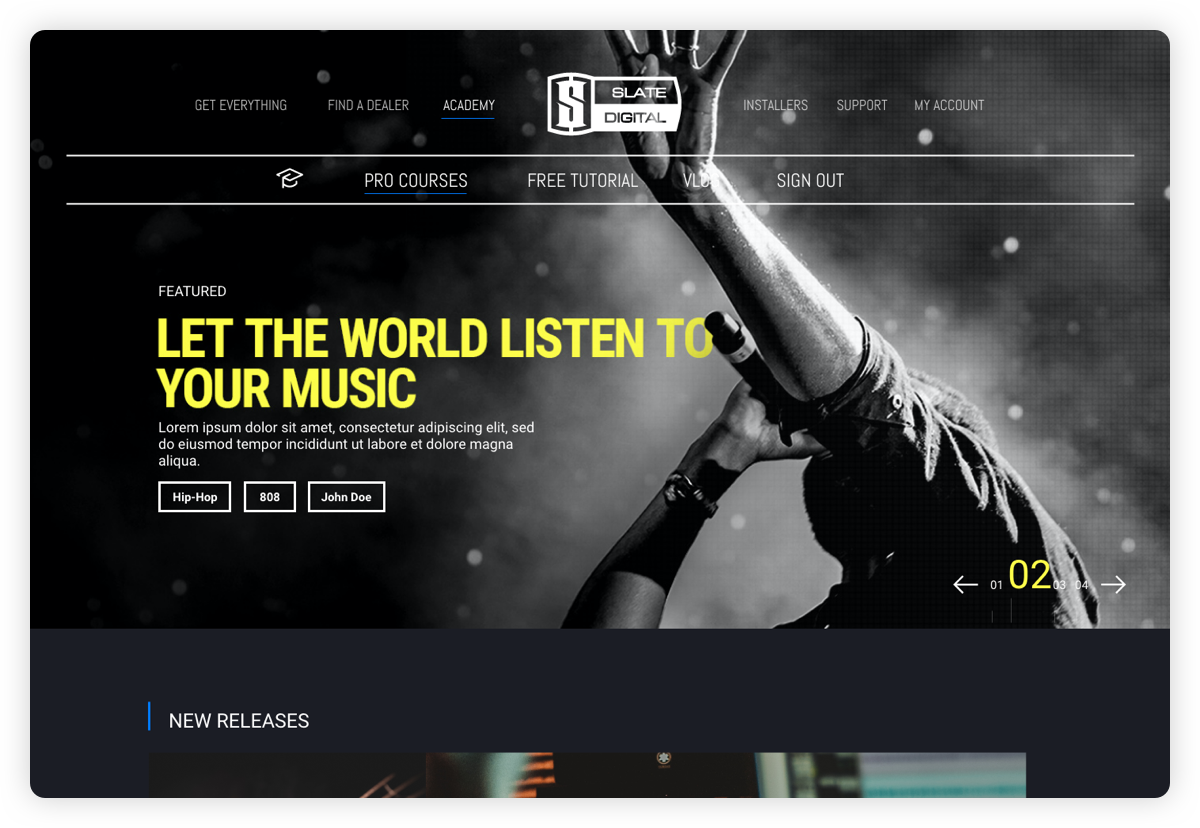 GET EVERYTHING
FIND A DEALER
ACADEMY
SLATE
DIGITAL
INSTALLERS
SUPPORT
MY ACCOUNT
PRO COURSES
FREE TUTORIAL
SIGN OUT
FEATURED
LET THE WORLD LISTEN TO
YOUR MUSIC
Lorem ipsum dolor sit amet, consectetur adipiscing elit, sed
do eiusmod tempor incididunt ut labore et dolore magna
aliqua.
Hip-Hop
808
John Doe
01 02 03 04
NEW RELEASES